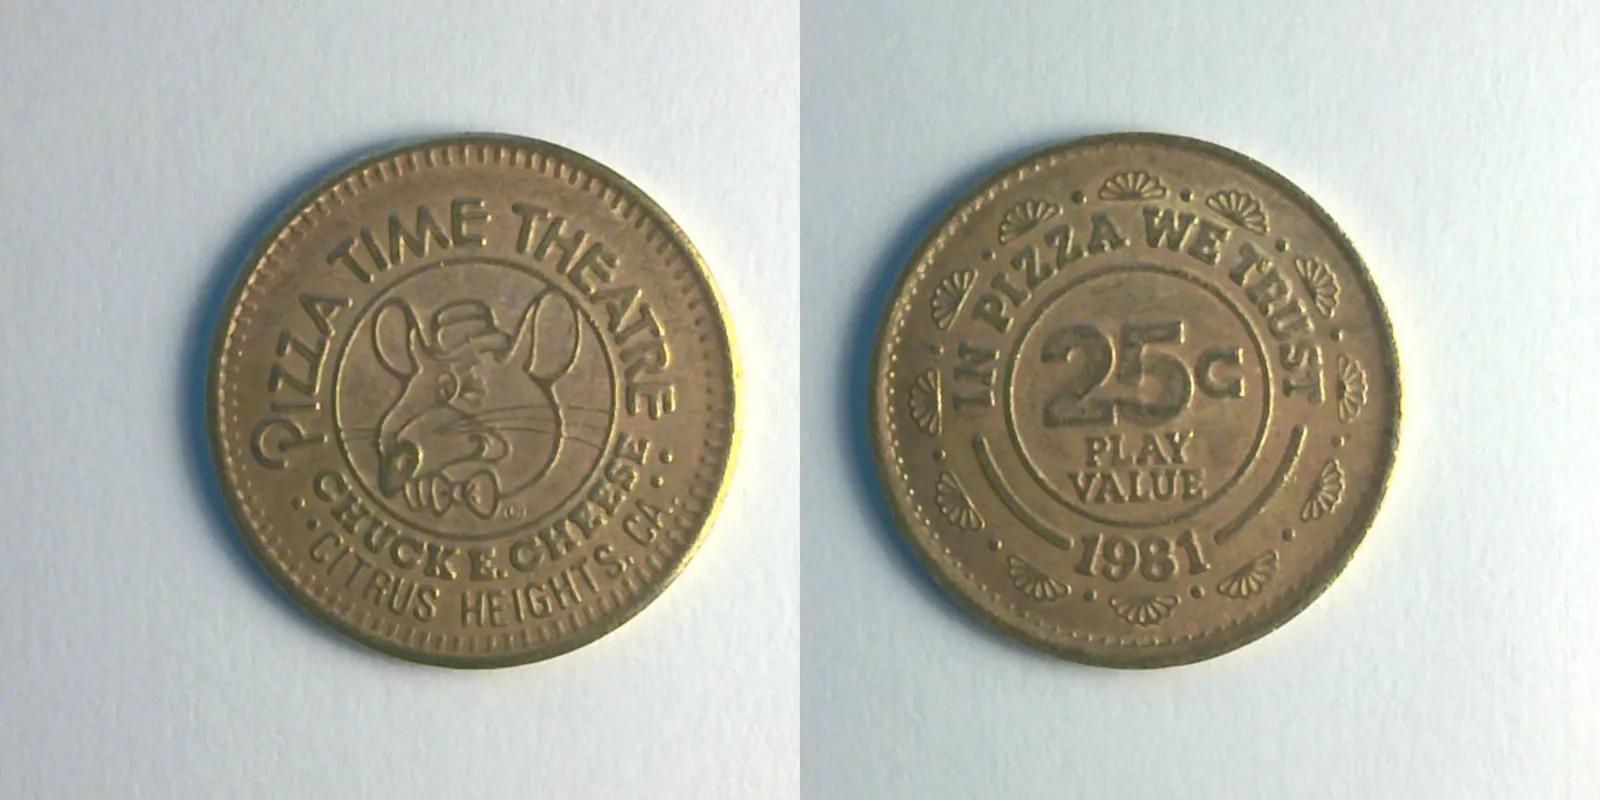 PIZZA TIME THEATRE
CHUCK E. CHEESE
CITRUS HEIGHTS, CA.
IN PIZZA WE TRUST
25¢
PLAY
VALUE
1981